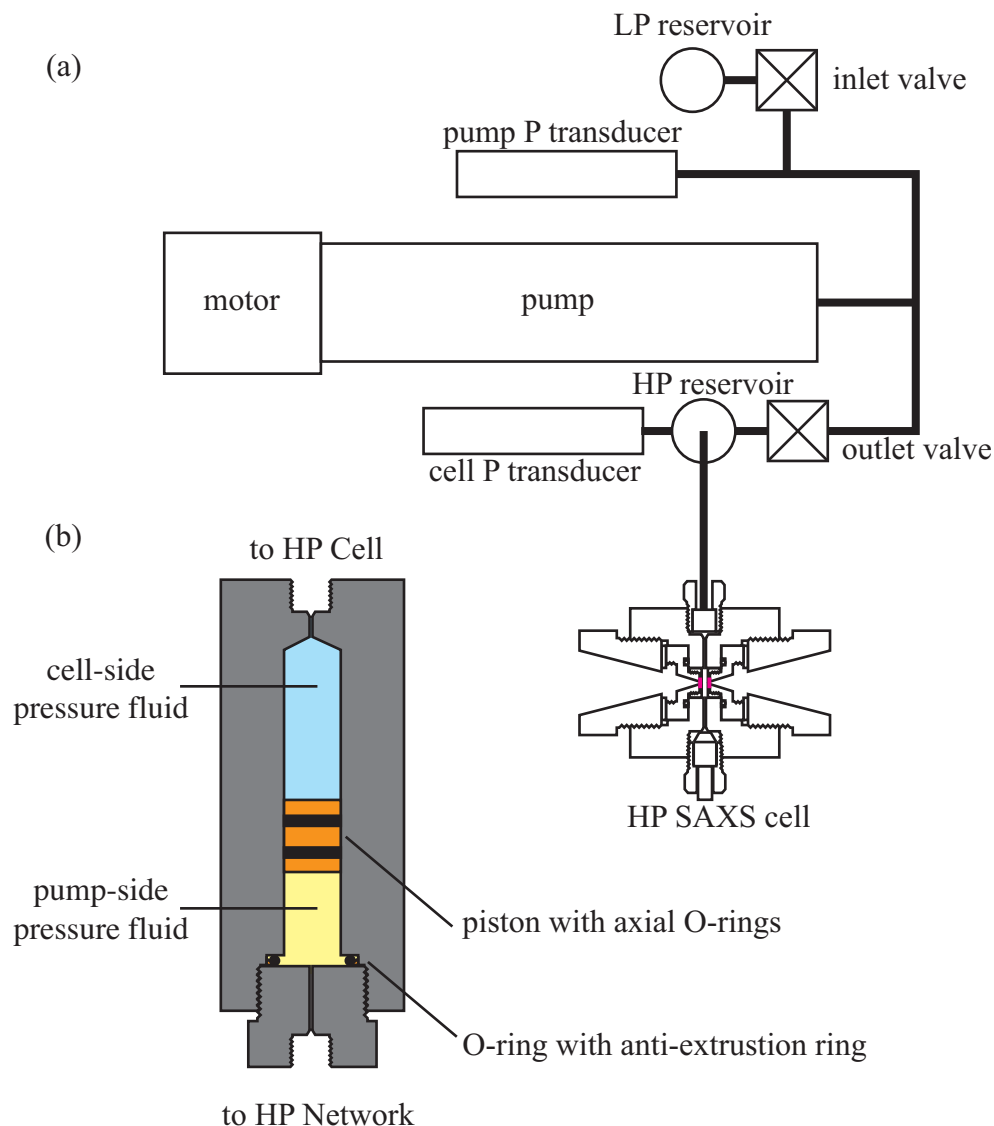 (a)
LP reservoir
inlet valve
pump P transducer
motor
pump
HP reservoir
outlet valve
cell P transducer
HP SAXS cell
(b)
to HP Cell
cell-side
pressure fluid
pump-side
pressure fluid
piston with axial O-rings
O-ring with anti-extrustion ring
to HP Network